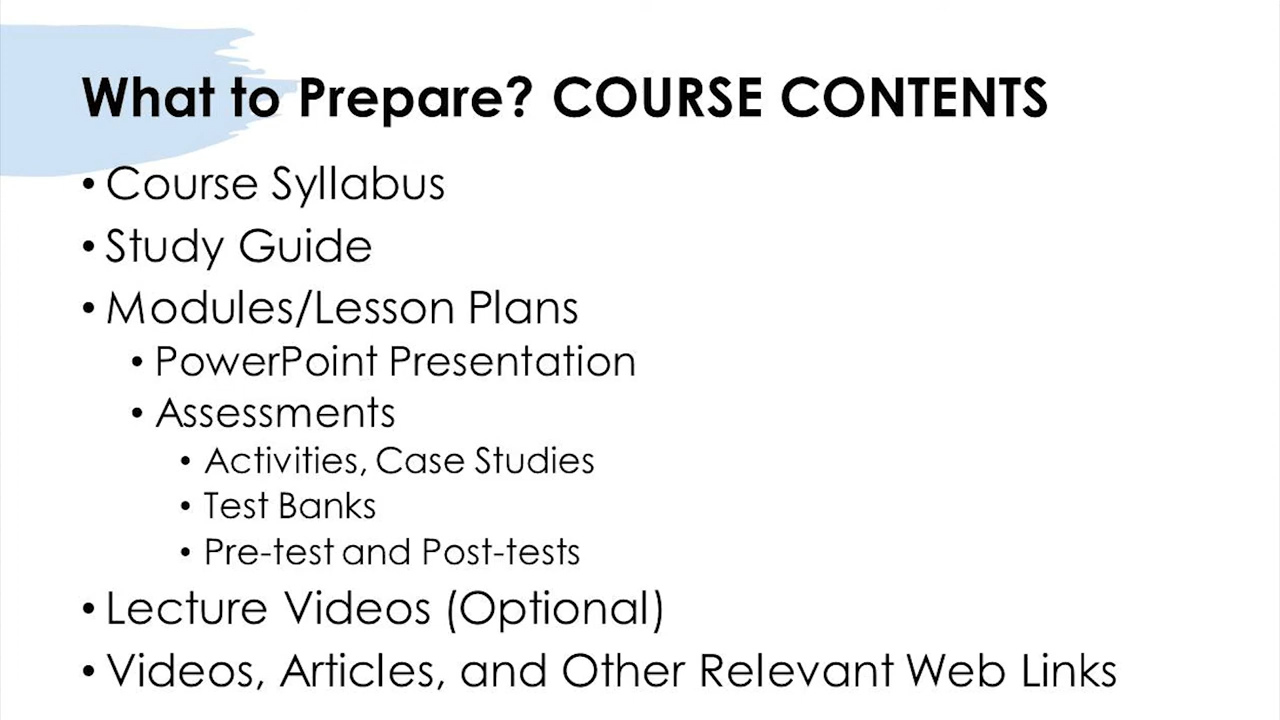 What to Prepare? COURSE CONTENTS
• Course Syllabus
• Study Guide
• Modules/Lesson Plans
• PowerPoint Presentation
• Assessments
• Activities, Case Studies
• Test Banks
• Pre-test and Post-tests
• Lecture Videos (Optional)
• Videos, Articles, and Other Relevant Web Links